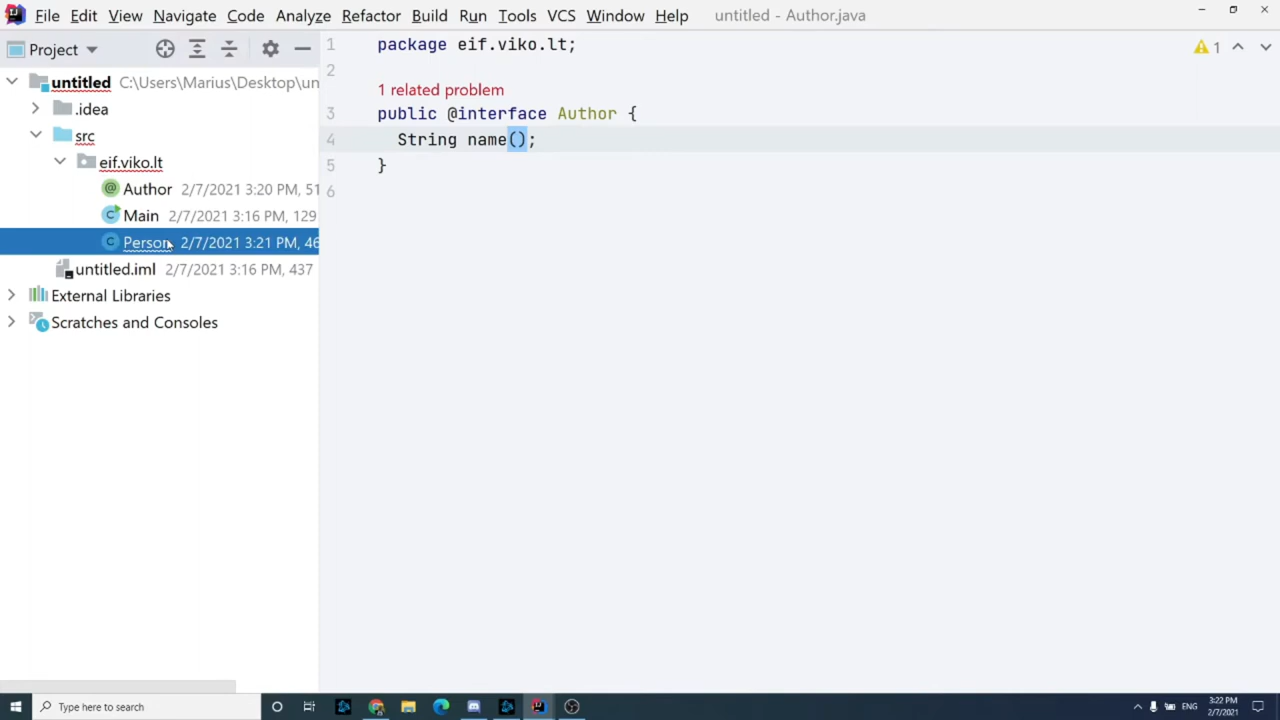 File Edit View Navigate Code Analyze Refactor Build Run Tools VCS Window Help untitled - Author.java
Project
untitled C:\Users\Marius\Desktop\un
.idea
src
eif.viko.lt
Author 2/7/2021 3:20 PM, 51
Main 2/7/2021 3:16 PM, 129
Person 2/7/2021 3:21 PM, 46
untitled.iml 2/7/2021 3:16 PM, 437
External Libraries
Scratches and Consoles
1 package eif.viko.lt;
2
1 related problem
3 public @interface Author {
4 String name();
5 }
6
1
Type here to search
ENG
3:22 PM
2/7/2021